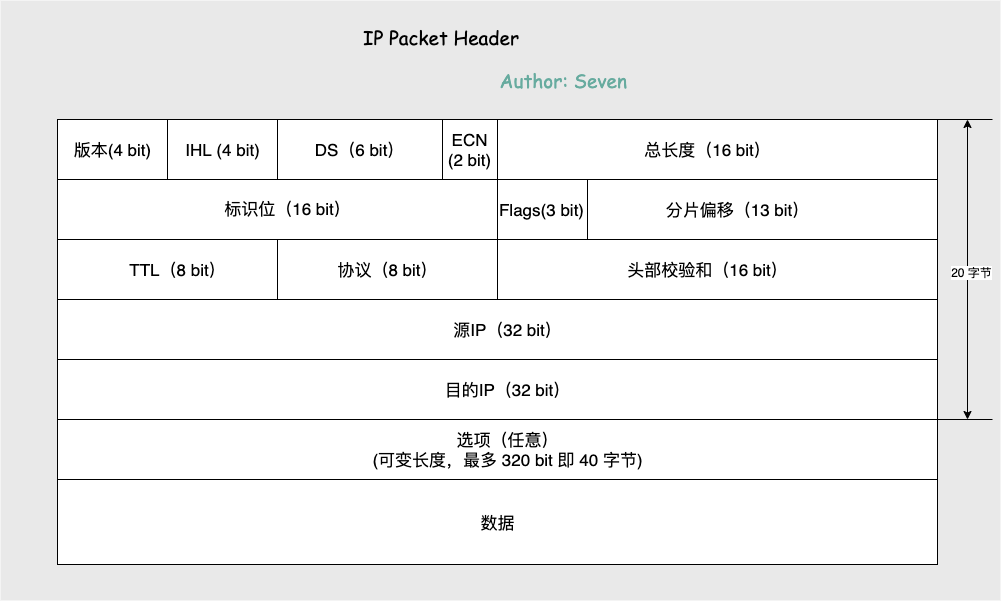 IP Packet Header
Author: Seven
版本(4 bit)
IHL (4 bit)
DS（6 bit）
ECN
(2 bit)
总长度（16 bit）
标识位（16 bit）
Flags(3 bit)
分片偏移（13 bit）
TTL（8 bit）
协议（8 bit）
头部校验和（16 bit）
20 字节
源IP（32 bit）
目的IP（32 bit）
选项（任意）
(可变长度，最多 320 bit 即 40 字节)
数据